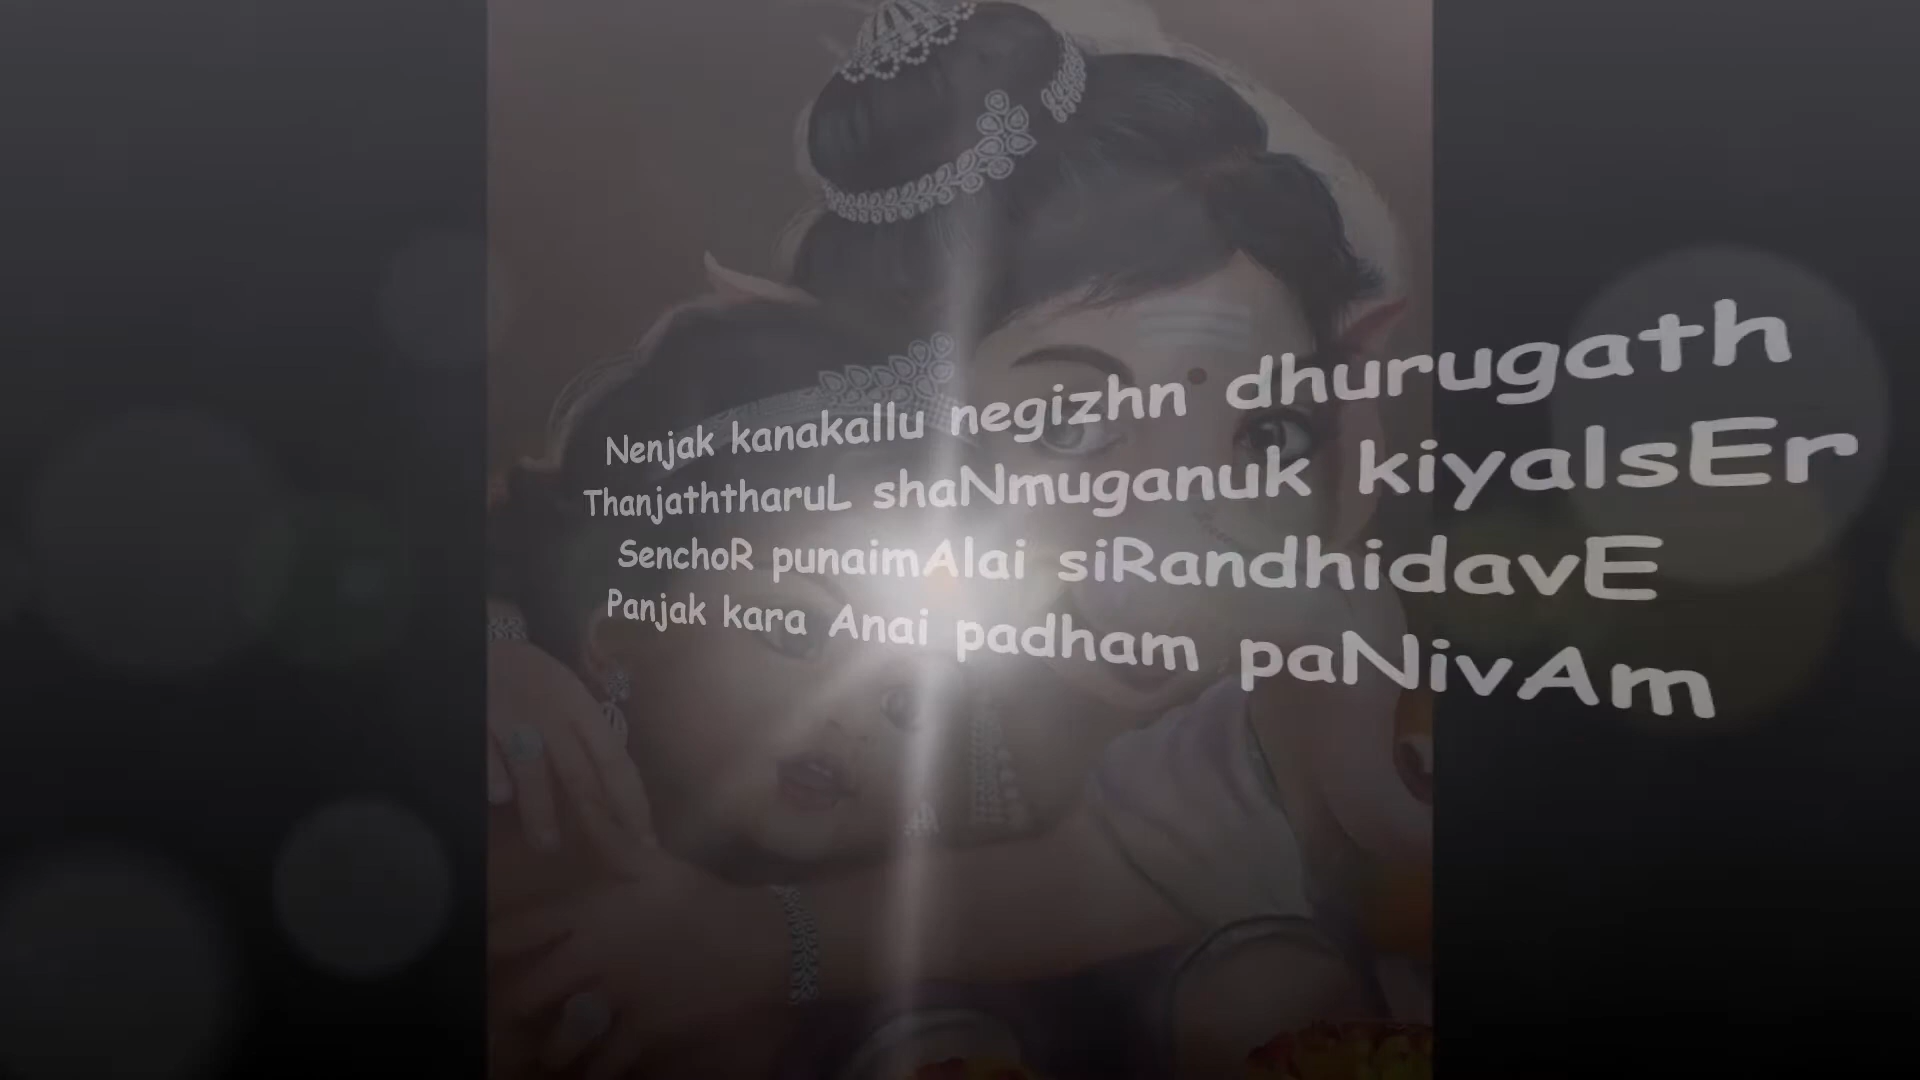 Nenjak kanakallu negizhn dhurugath
ThanjaththaruL shaNmuganuk kiyalsEr
SenchoR punaimAlai siRandhidavE
Panjak kara Anai padham paNivAm